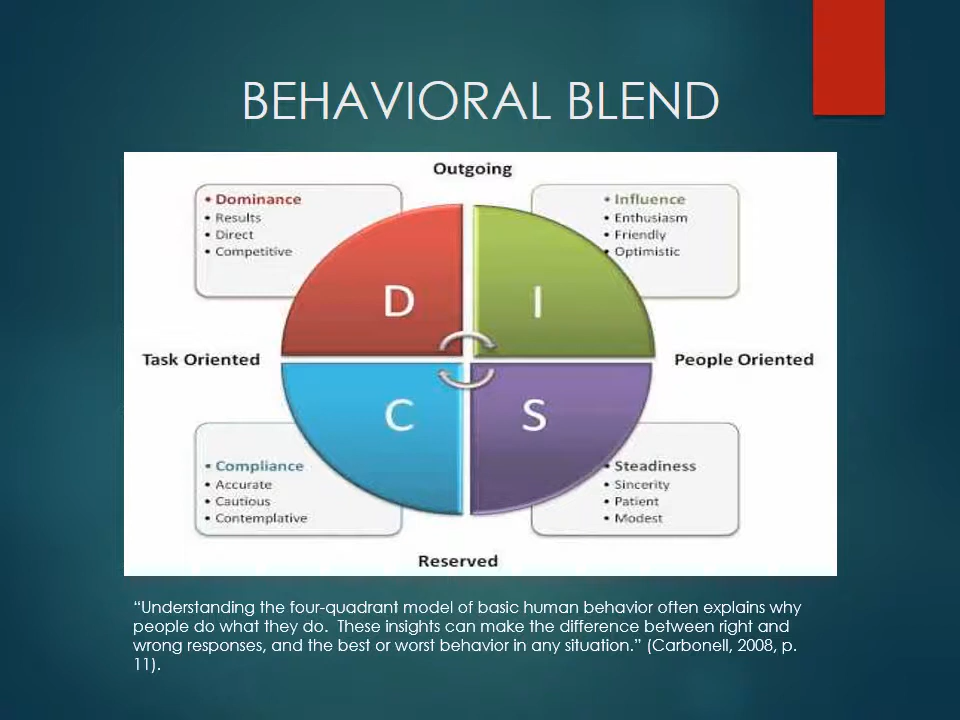 BEHAVIORAL BLEND
Outgoing
• Dominance
• Results
• Direct
• Competitive
• Influence
• Enthusiasm
• Friendly
• Optimistic
D
I
Task Oriented
People Oriented
C
S
• Compliance
• Accurate
• Cautious
• Contemplative
• Steadiness
• Sincerity
• Patient
• Modest
Reserved
“Understanding the four-quadrant model of basic human behavior often explains why
people do what they do.  These insights can make the difference between right and
wrong responses, and the best or worst behavior in any situation.” (Carbonell, 2008, p.
11).